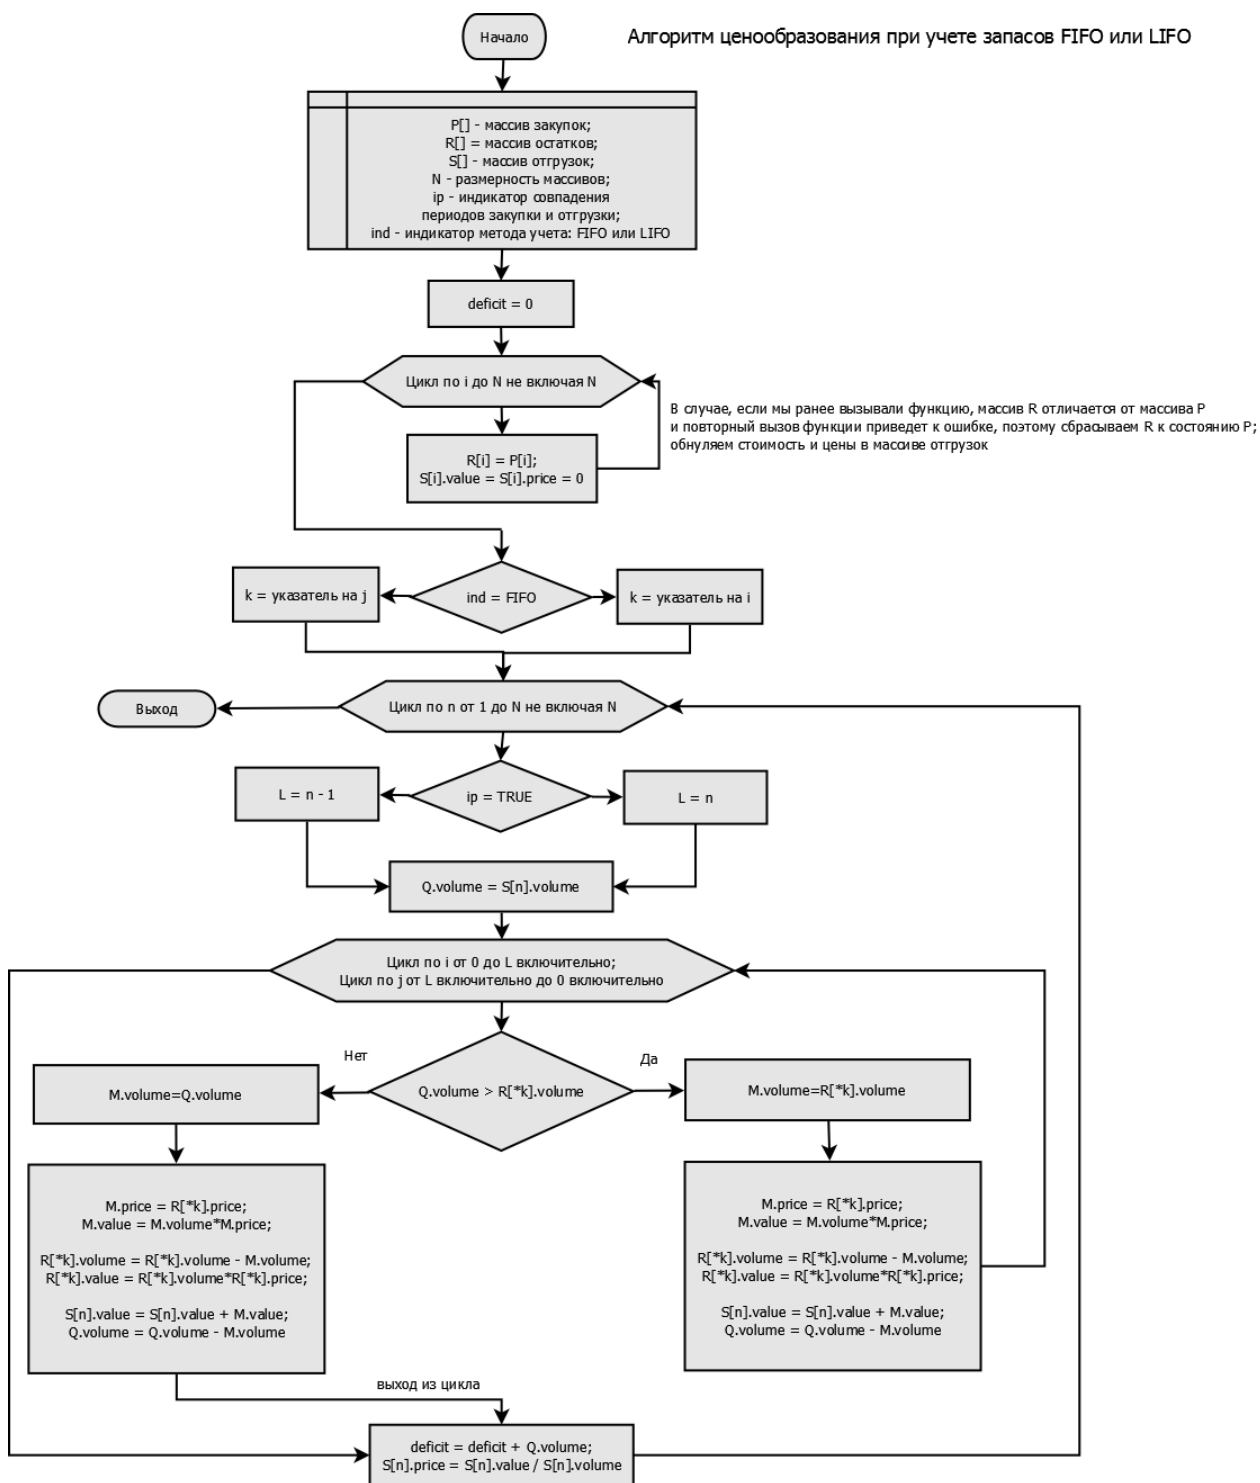 Начало
Алгоритм ценообразования при учете запасов FIFO или LIFO
P[] - массив закупок;
R[] = массив остатков;
S[] - массив отгрузок;
N - размерность массивов;
ip - индикатор совпадения
периодов закупки и отгрузки;
ind - индикатор метода учета: FIFO или LIFO
deficit = 0
Цикл по i до N не включая N
В случае, если мы ранее вызывали функцию, массив R отличается от массива P
и повторный вызов функции приведет к ошибке, поэтому сбрасываем R к состоянию P;
обнуляем стоимость и цены в массиве отгрузок
R[i] = P[i];
S[i].value = S[i].price = 0
k = указатель на j
ind = FIFO
k = указатель на i
Выход
Цикл по n от 1 до N не включая N
L = n - 1
ip = TRUE
L = n
Q.volume = S[n].volume
Цикл по i от 0 до L включительно;
Цикл по j от L включительно до 0 включительно
Нет
Да
M.volume=Q.volume
Q.volume > R[*k].volume
M.volume=R[*k].volume
M.price = R[*k].price;
M.value = M.volume*M.price;
R[*k].volume = R[*k].volume - M.volume;
R[*k].value = R[*k].volume*R[*k].price;
S[n].value = S[n].value + M.value;
Q.volume = Q.volume - M.volume
M.price = R[*k].price;
M.value = M.volume*M.price;
R[*k].volume = R[*k].volume - M.volume;
R[*k].value = R[*k].volume*R[*k].price;
S[n].value = S[n].value + M.value;
Q.volume = Q.volume - M.volume
выход из цикла
deficit = deficit + Q.volume;
S[n].price = S[n].value / S[n].volume